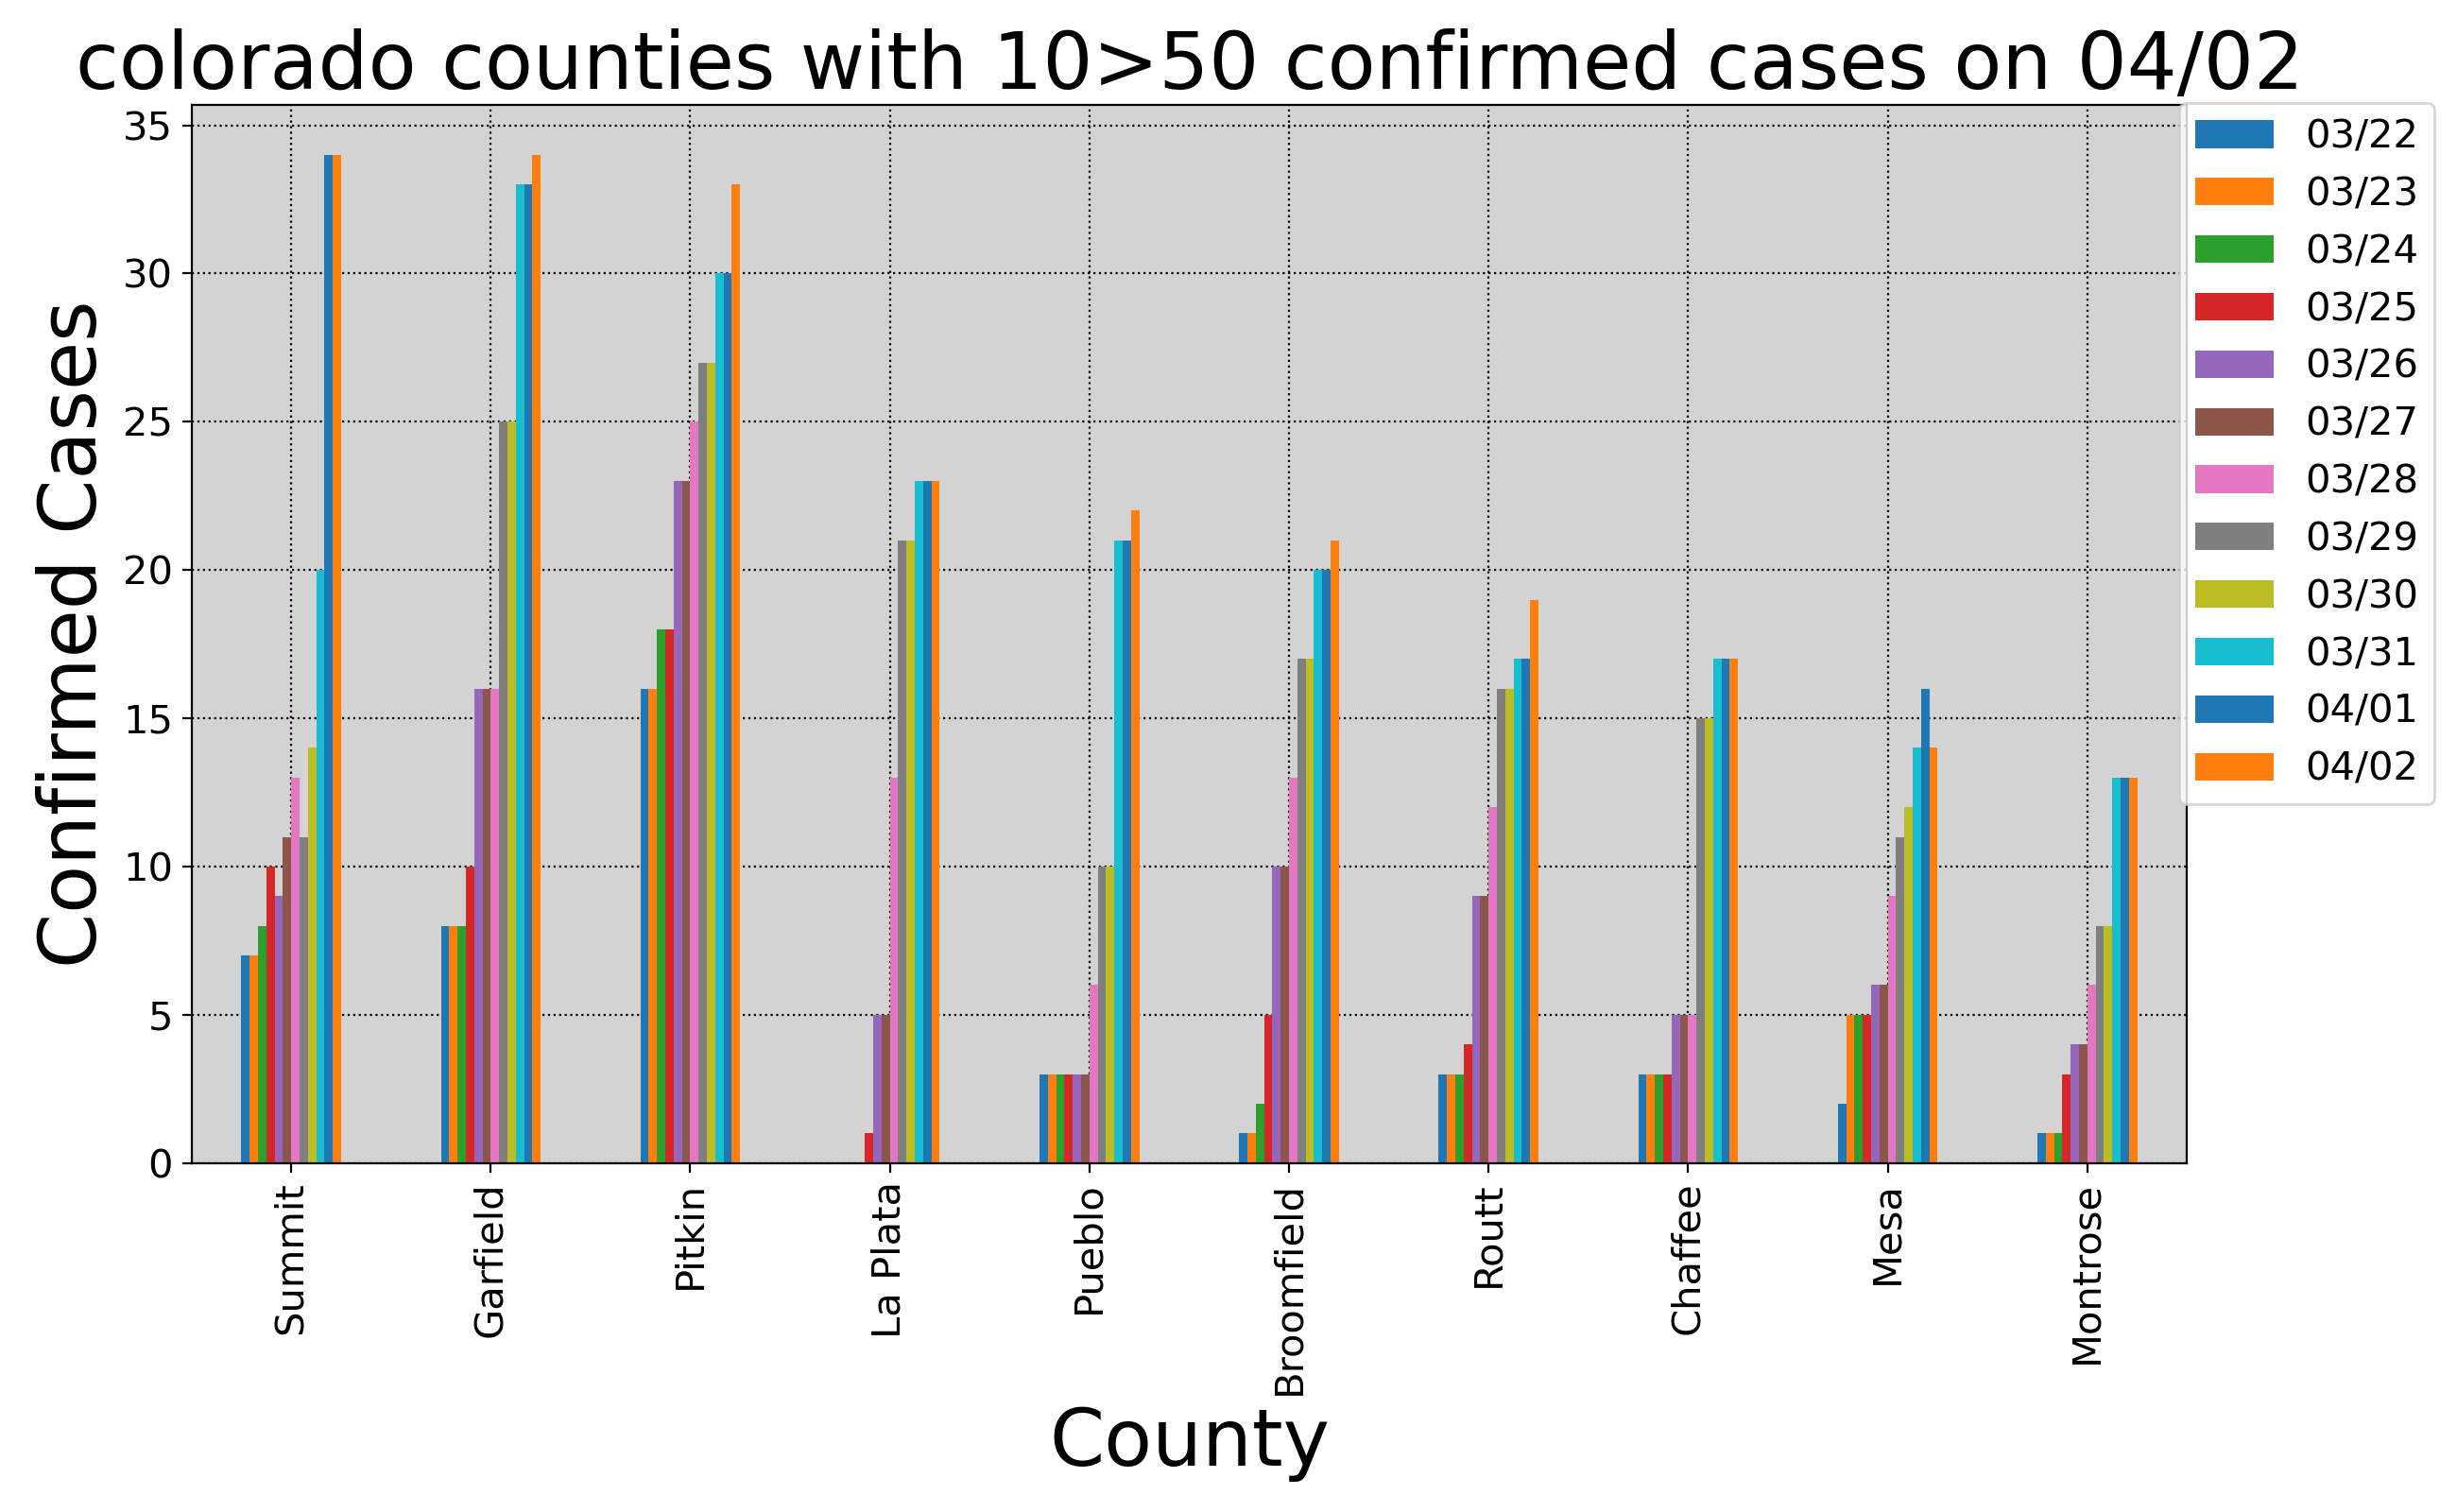 colorado counties with 10>50 confirmed cases on 04/02
Confirmed Cases
35
30
25
20
15
10
5
0
03/22
03/23
03/24
03/25
03/26
03/27
03/28
03/29
03/30
03/31
04/01
04/02
Summit
Garfield
Pitkin
La Plata
Pueblo
Broomfield
Routt
Chaffee
Mesa
Montrose
County